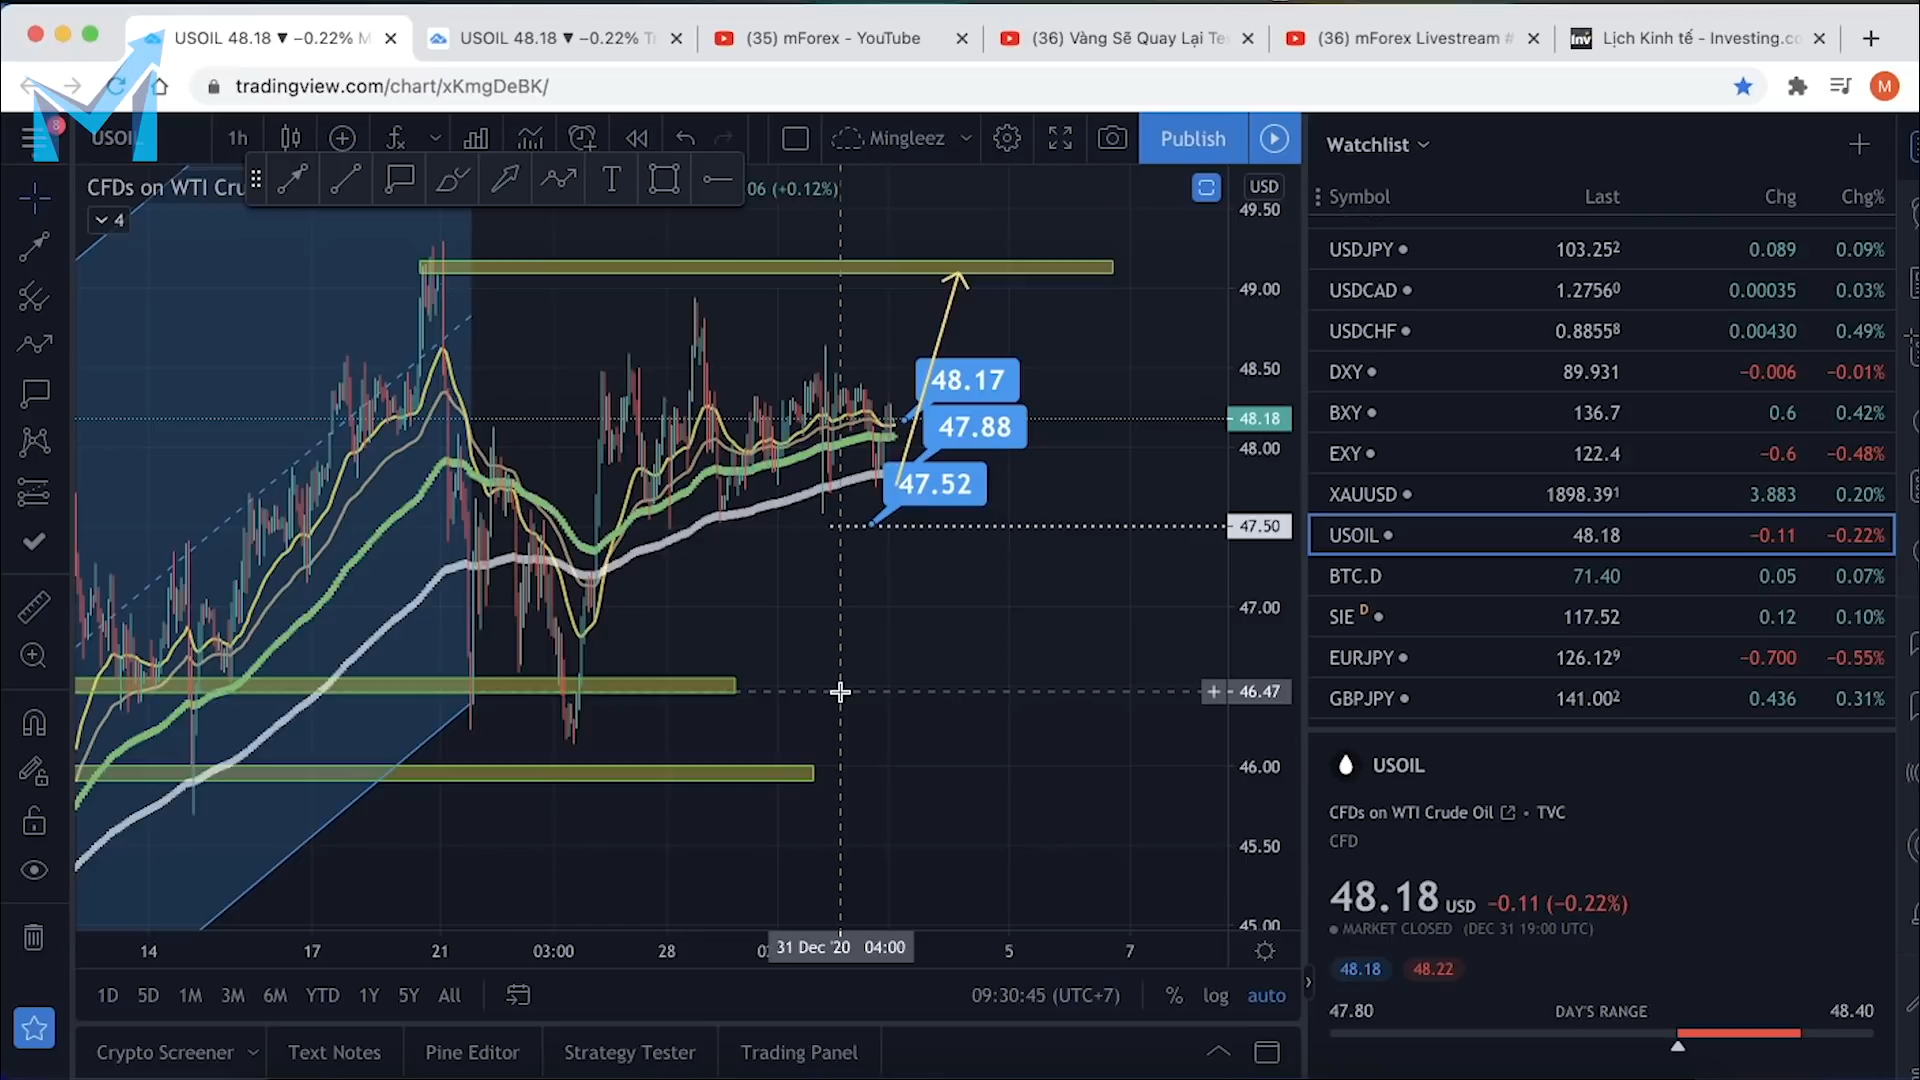 USOIL 48.18 ▼ −0.22% M
USOIL 48.18 ▼ −0.22%
(35) mForex - YouTube
(36) Vàng Sẽ Quay Lại Te
(36) mForex Livestream #
Inv
Lịch Kinh tế - Investing.co
tradingview.com/chart/xKmgDeBK/
M
8
USOIL
1h
Mingleez
Publish
CFDs on WTI Cru
06 (+0.12%)
4
T
USD
49.50
49.00
48.50
48.18
48.00
47.50
47.00
46.47
46.00
45.50
45.00
48.17
47.88
47.52
14
17
21
03:00
28
31 Dec '20 04:00
5
7
1D 5D 1M 3M 6M YTD 1Y 5Y All
09:30:45 (UTC+7) % log auto
Crypto Screener
Text Notes
Pine Editor
Strategy Tester
Trading Panel
Watchlist
Symbol Last Chg Chg%
USDJPY 103.252 0.089 0.09%
USDCAD 1.27560 0.00035 0.03%
USDCHF 0.88558 0.00430 0.49%
DXY 89.931 −0.006 −0.01%
BXY 136.7 0.6 0.42%
EXY 122.4 −0.6 −0.48%
XAUUSD 1898.391 3.883 0.20%
USOIL 48.18 −0.11 −0.22%
BTC.D 71.40 0.05 0.07%
SIE D 117.52 0.12 0.10%
EURJPY 126.129 −0.700 −0.55%
GBPJPY 141.002 0.436 0.31%
USOIL
CFDs on WTI Crude Oil • TVC
CFD
48.18 USD −0.11 (−0.22%)
MARKET CLOSED (DEC 31 19:00 UTC)
48.18 48.22
47.80 DAY'S RANGE 48.40